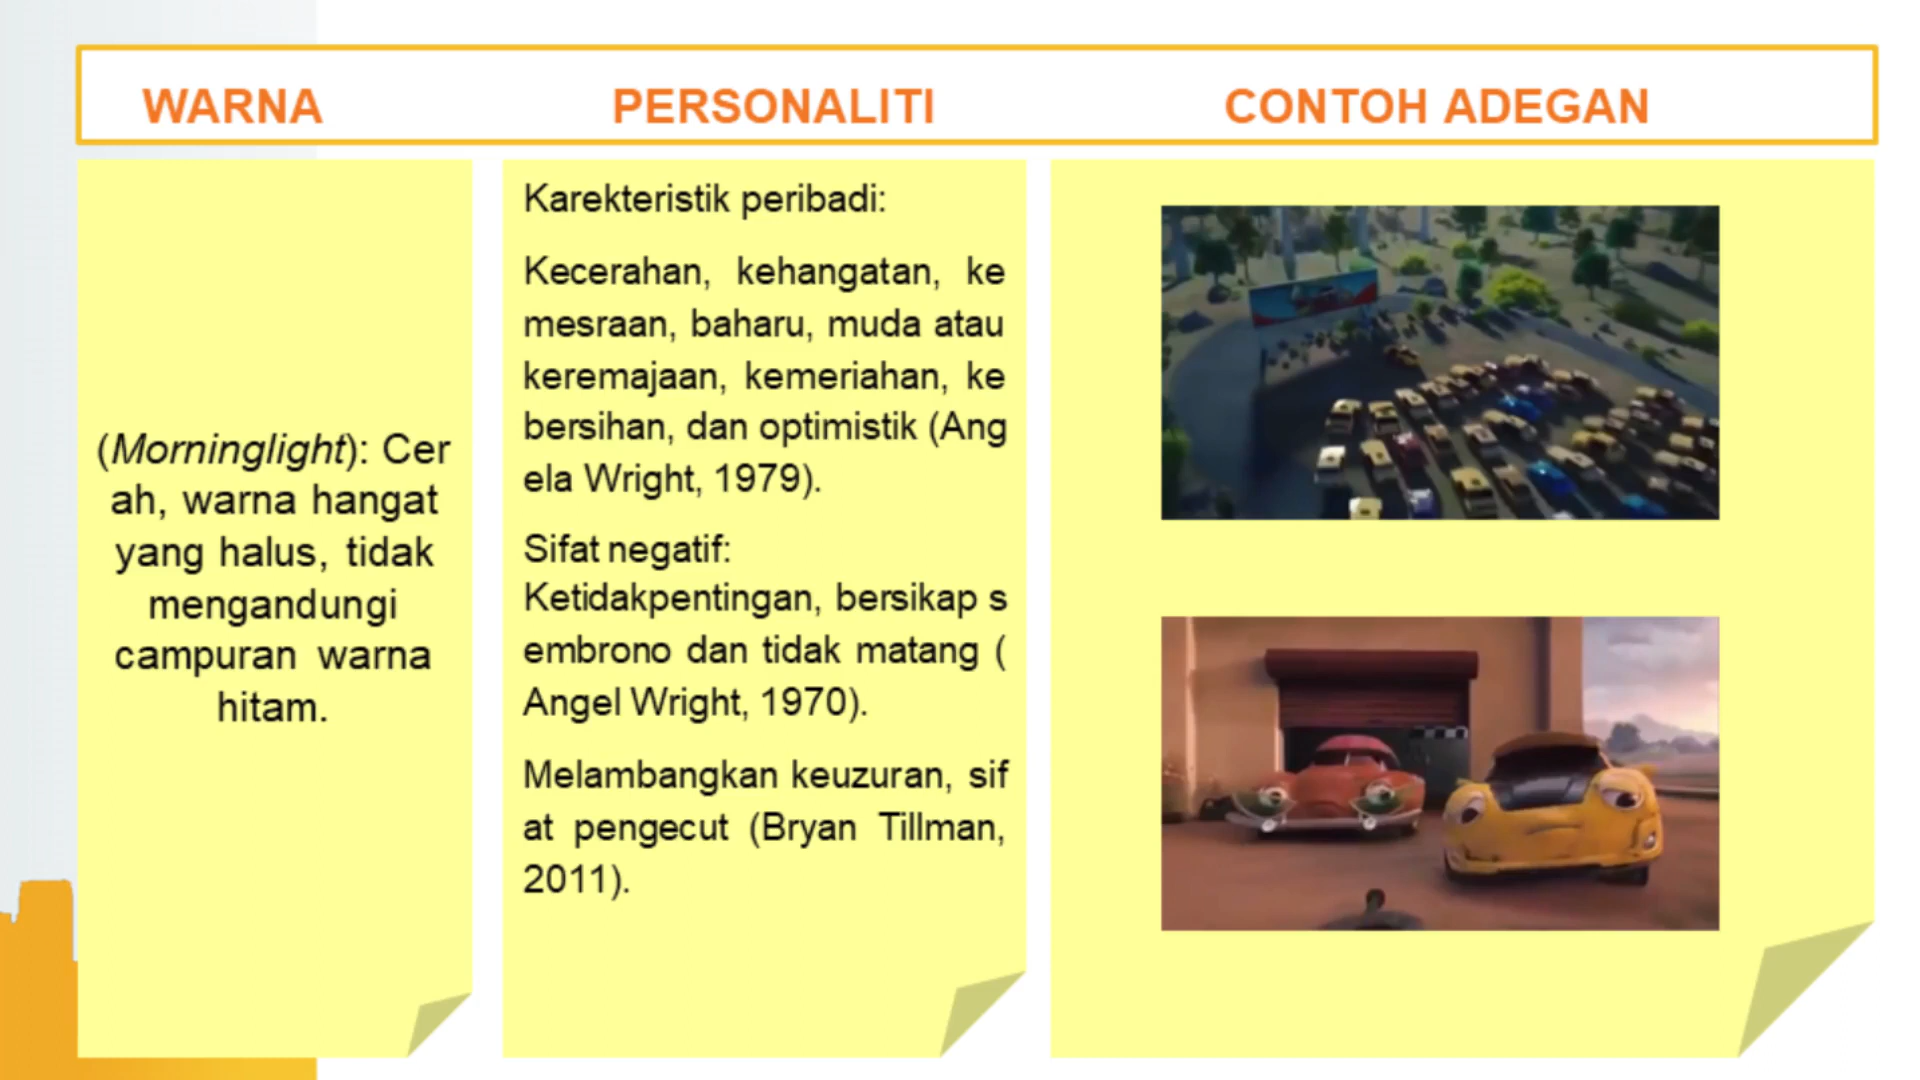 WARNA PERSONALITI CONTOH ADEGAN
(Morninglight): Cer
ah, warna hangat
yang halus, tidak
mengandungi
campuran warna
hitam.
Karekteristik peribadi:
Kecerahan, kehangatan, ke
mesraan, baharu, muda atau
keremajaan, kemeriahan, ke
bersihan, dan optimistik (Ang
ela Wright, 1979).
Sifat negatif:
Ketidakpentingan, bersikap s
embrono dan tidak matang (
Angel Wright, 1970).
Melambangkan keuzuran, sif
at pengecut (Bryan Tillman,
2011).